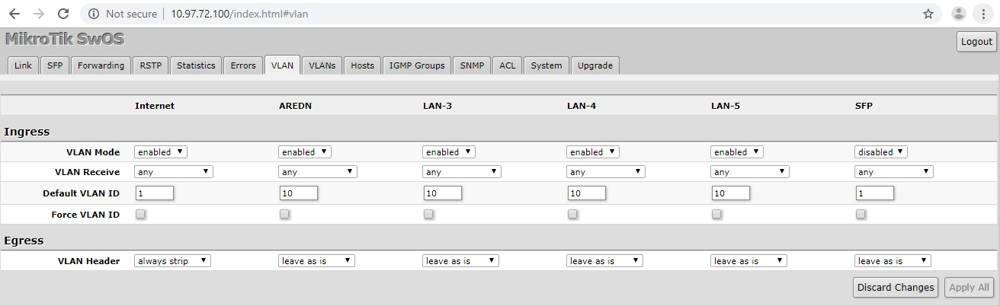 Not secure | 10.97.72.100/index.html#vlan
MikroTik SwOS
Logout
Link SFP Forwarding RSTP Statistics Errors VLAN VLANs Hosts IGMP Groups SNMP ACL System Upgrade
Internet AREDN LAN-3 LAN-4 LAN-5 SFP
Ingress
VLAN Mode enabled enabled enabled enabled enabled disabled
VLAN Receive any any any any any any
Default VLAN ID 1 10 10 10 10 1
Force VLAN ID
Egress
VLAN Header always strip leave as is leave as is leave as is leave as is leave as is
Discard Changes Apply All